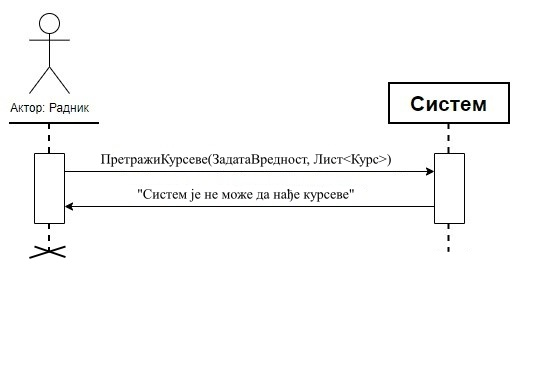 Актор: Радник
Систем
ПретражиКурсеве(ЗадатаВредност, Лист<Курс>)
"Систем је не може да нађе курсеве"